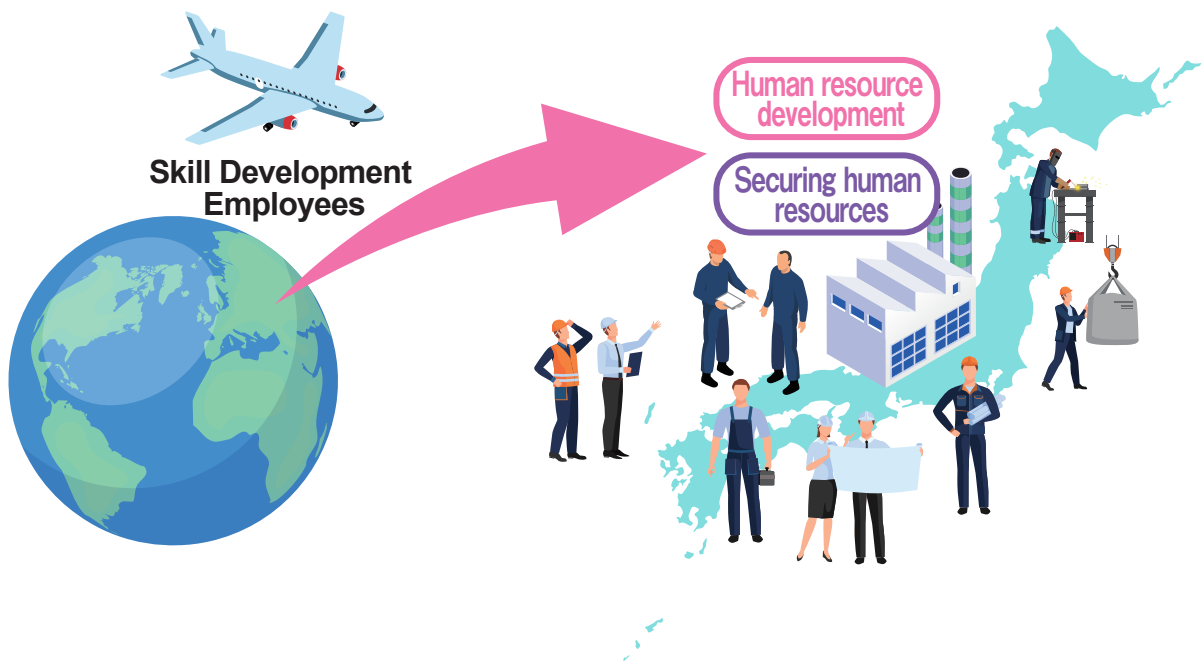 Skill Development
Employees
Human resource
development
Securing human
resources